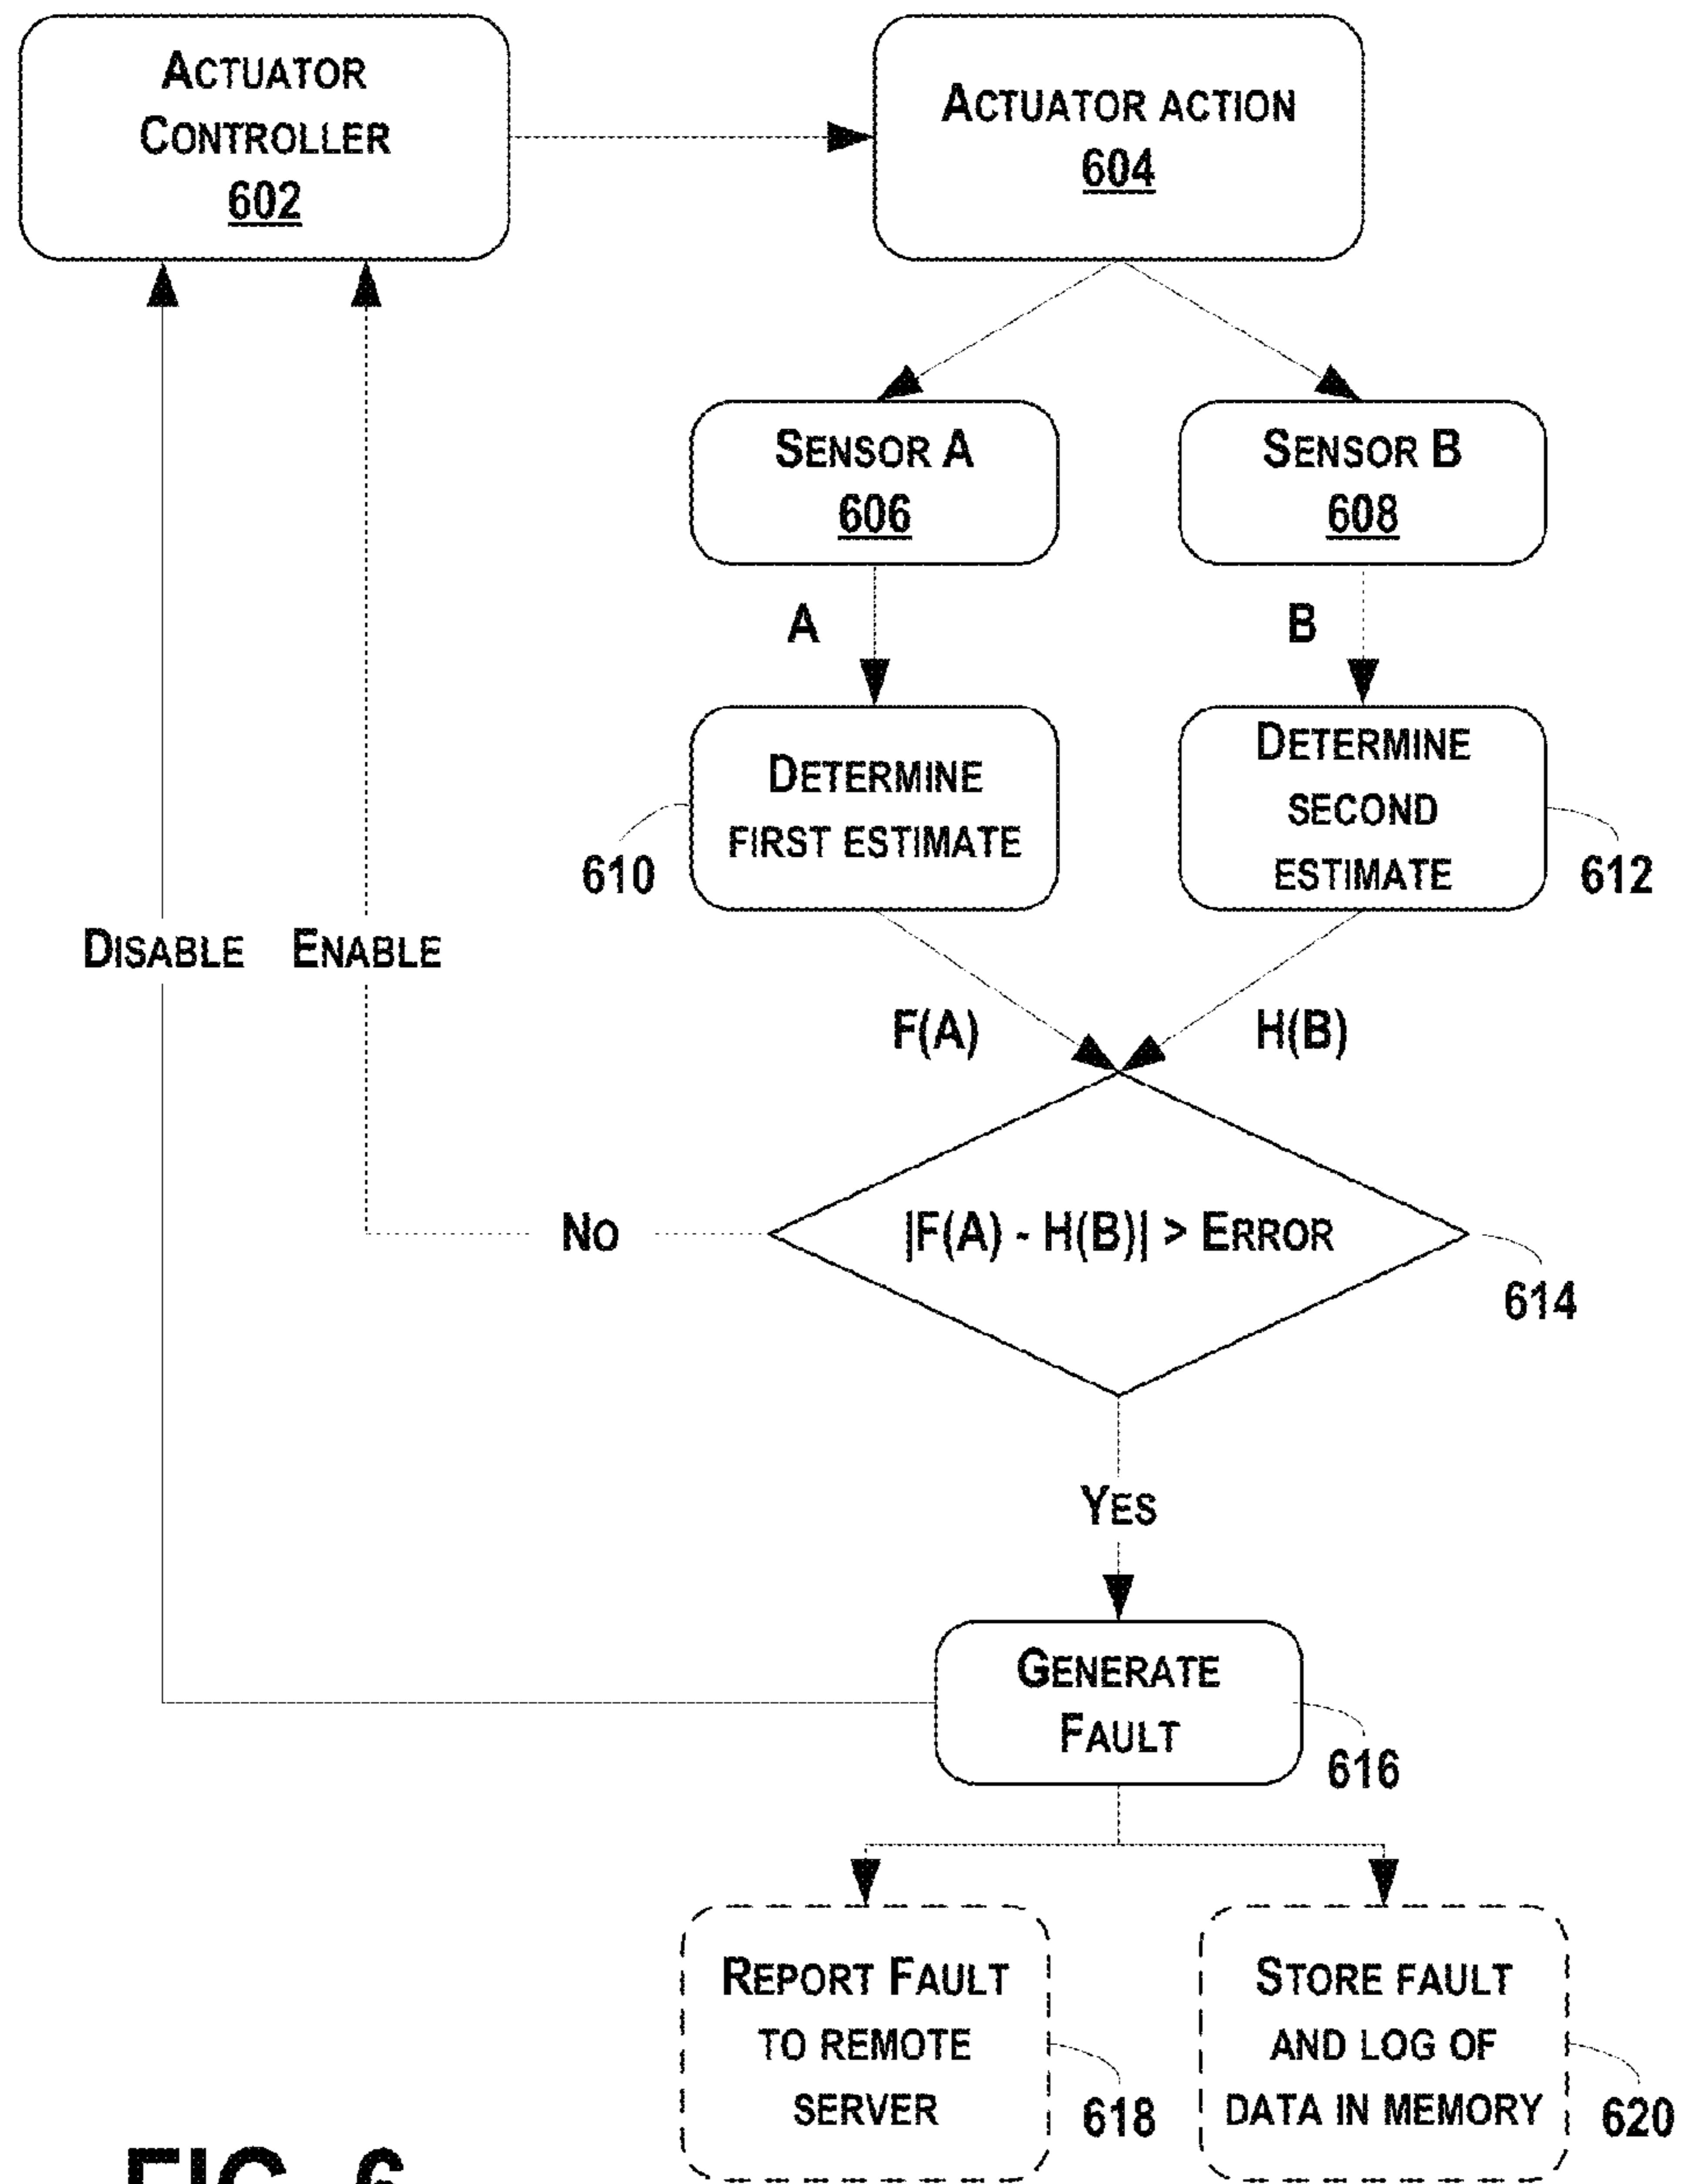 ACTUATOR
CONTROLLER
602
ACTUATOR ACTION
604
SENSOR A
606
SENSOR B
608
A
B
DETERMINE
FIRST ESTIMATE
610
DETERMINE
SECOND
ESTIMATE
612
DISABLE
ENABLE
F(A)
H(B)
NO
|F(A) - H(B)| > ERROR
614
YES
GENERATE
FAULT
616
REPORT FAULT
TO REMOTE
SERVER
618
STORE FAULT
AND LOG OF
DATA IN MEMORY
620
FIG. 6